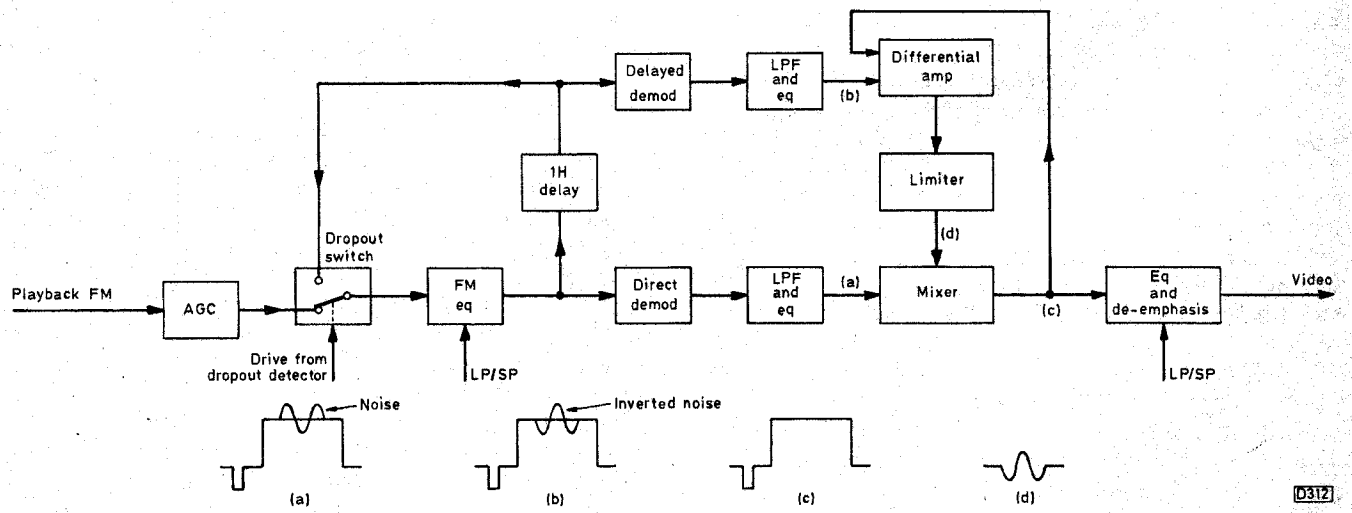 Delayed
demod
LPF
and
eq
(b)
Differential
amp
1H
delay
Limiter
(d)
Dropout
switch
Playback FM
AGC
FM
eq
Direct
demod
LPF
and
eq
(a)
Mixer
(c)
Eq
and
de-emphasis
Video
Drive from
dropout detector
LP/SP
LP/SP
Noise
Inverted noise
(a)
(b)
(c)
(d)
D312